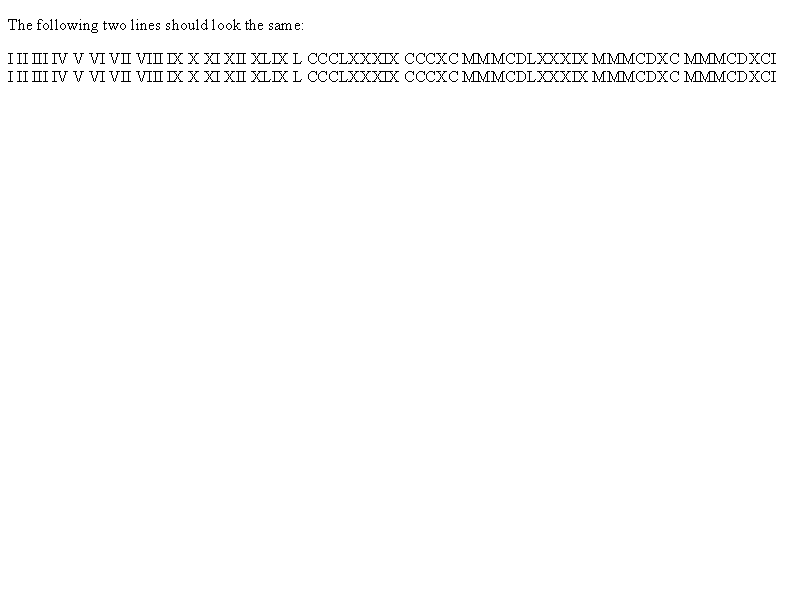 The following two lines should look the same:
I II III IV V VI VII VIII IX X XI XII XLIX L CCCLXXXIX CCCXC MMMCDLXXXIX MMMCDXC MMMCDXCI
I II III IV V VI VII VIII IX X XI XII XLIX L CCCLXXXIX CCCXC MMMCDLXXXIX MMMCDXC MMMCDXCI